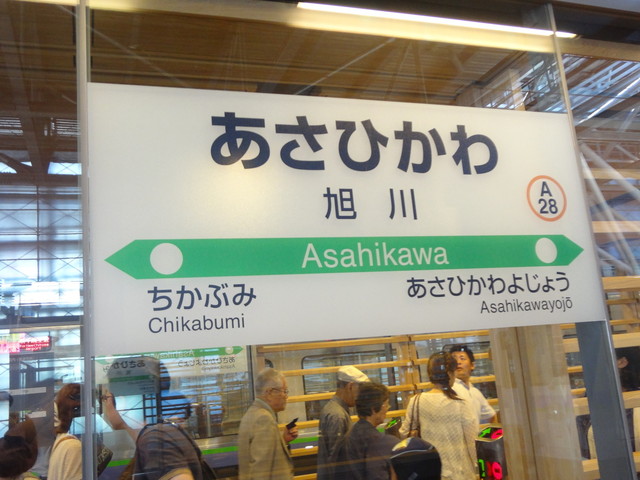 あさひかわ
旭川
A
28
Asahikawa
ちかぶみ
Chikabumi
あさひかわよじょう
Asahikawayojō